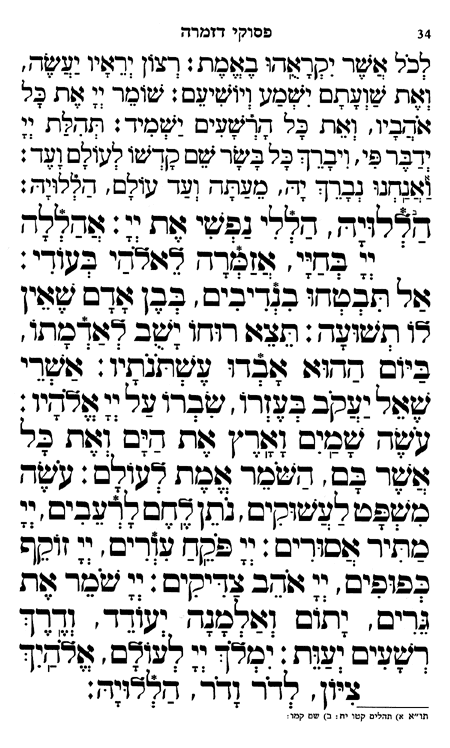 34 פסוקי דזמרה
לְכֹל אֲשֶׁר יִקְרָאֻהוּ בֶאֱמֶת: רְצוֹן יְרֵאָיו יַעֲשֶׂה,
וְאֶת שַׁוְעָתָם יִשְׁמַע וְיוֹשִׁיעֵם: שׁוֹמֵר יְיָ אֶת כָּל
אֹהֲבָיו, וְאֵת כָּל הָרְשָׁעִים יַשְׁמִיד: תְּהִלַּת יְיָ
יְדַבֶּר פִּי, וִיבָרֵךְ כָּל בָּשָׂר שֵׁם קָדְשׁוֹ לְעוֹלָם וָעֶד:
וַאֲנַחְנוּ נְבָרֵךְ יָהּ, מֵעַתָּה וְעַד עוֹלָם, הַלְלוּיָהּ:
הַלְלוּיָהּ, הַלְלִי נַפְשִׁי אֶת יְיָ: אֲהַלְלָה
יְיָ בְּחַיָּי, אֲזַמְּרָה לֵאלֹהַי בְּעוֹדִי:
אַל תִּבְטְחוּ בִנְדִיבִים, בְּבֶן אָדָם שֶׁאֵין
לוֹ תְשׁוּעָה: תֵּצֵא רוּחוֹ יָשֻׁב לְאַדְמָתוֹ,
בַּיּוֹם הַהוּא אָבְדוּ עֶשְׁתֹּנֹתָיו: אַשְׁרֵי
שֶׁאֵל יַעֲקֹב בְּעֶזְרוֹ, שִׂבְרוֹ עַל יְיָ אֱלֹהָיו:
עֹשֶׂה שָׁמַיִם וָאָרֶץ אֶת הַיָּם וְאֶת כָּל
אֲשֶׁר בָּם, הַשֹּׁמֵר אֱמֶת לְעוֹלָם: עֹשֶׂה
מִשְׁפָּט לַעֲשׁוּקִים, נֹתֵן לֶחֶם לָרְעֵבִים, יְיָ
מַתִּיר אֲסוּרִים: יְיָ פֹּקֵחַ עִוְרִים, יְיָ זוֹקֵף
כְּפוּפִים, יְיָ אֹהֵב צַדִּיקִים: יְיָ שֹׁמֵר אֶת
גֵּרִים, יָתוֹם וְאַלְמָנָה יְעוֹדֵד, וְדֶרֶךְ
רְשָׁעִים יְעַוֵּת: יִמְלֹךְ יְיָ לְעוֹלָם, אֱלֹהַיִךְ
צִיּוֹן, לְדֹר וָדֹר, הַלְלוּיָהּ:
תו״א א) תהלים קטו יח: ב) שם קמו: